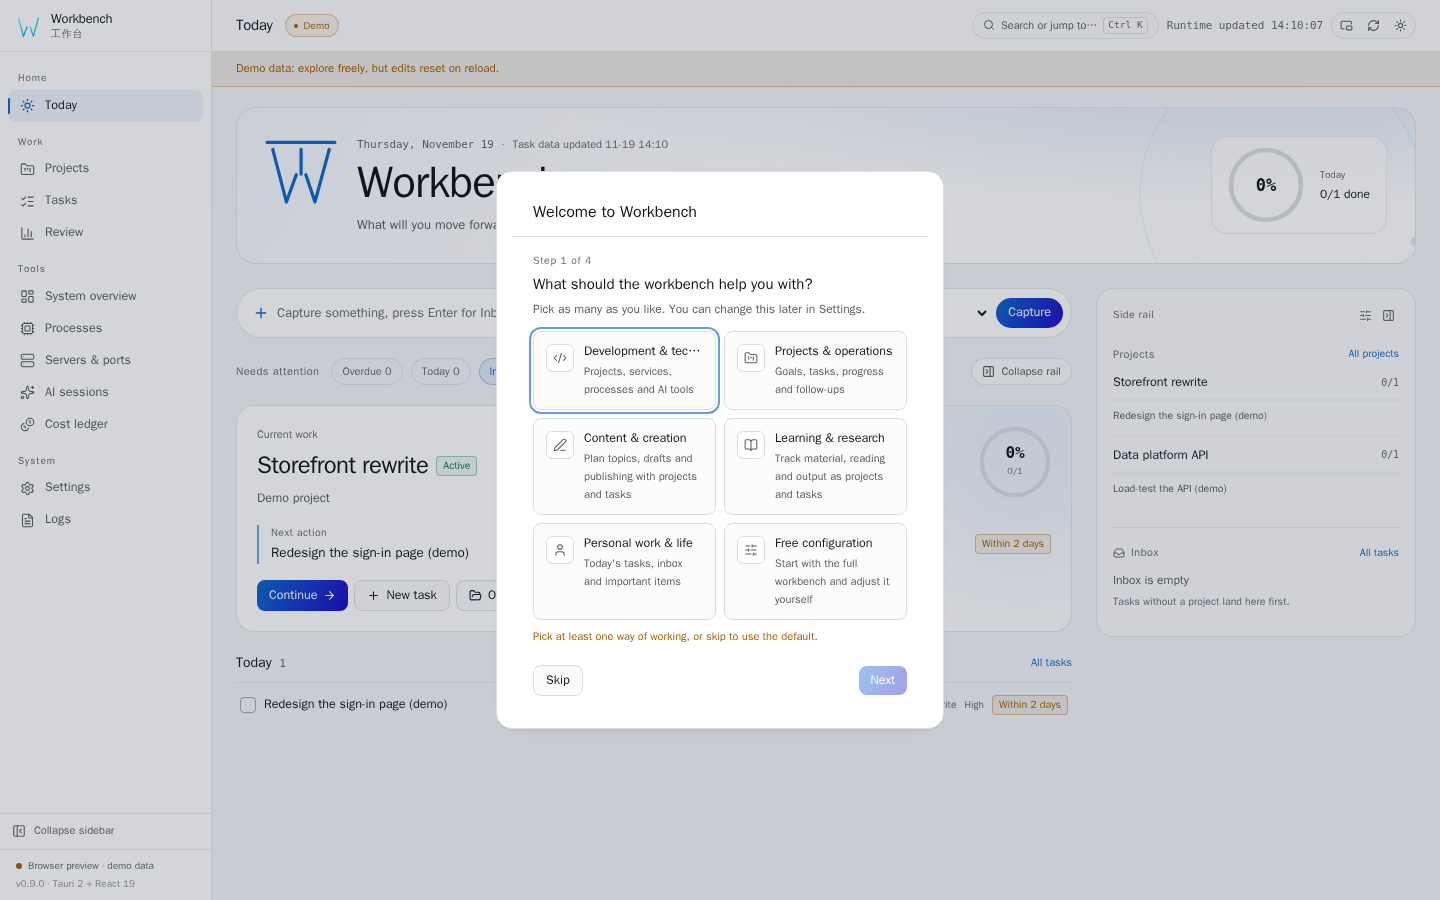 Workbench
工作台
Home
Today
Work
Projects
Tasks
Review
Tools
System overview
Processes
Servers & ports
AI sessions
Cost ledger
System
Settings
Logs
Collapse sidebar
Browser preview · demo data
v0.9.0 · Tauri 2 + React 19
Today
Demo
Search or jump to···
Ctrl K
Runtime updated 14:10:07
Demo data: explore freely, but edits reset on reload.
Thursday, November 19 · Task data updated 11-19 14:10
What will you move
0%
Today
0/1 done
Capture something, press Enter for
Capture
Needs attention
Overdue 0
Today 0
Collapse rail
Current work
Storefront rewrite
Active
Demo project
Next action
Redesign the sign-in page (demo)
Continue
New task
0%
0/1
Within 2 days
Today 1
All tasks
Redesign the sign-in page (demo)
High
Within 2 days
Side rail
Projects
All projects
Storefront rewrite
0/1
Redesign the sign-in page (demo)
Data platform API
0/1
Load-test the API (demo)
Inbox
All tasks
Inbox is empty
Tasks without a project land here first.
Welcome to Workbench
Step 1 of 4
What should the workbench help you with?
Pick as many as you like. You can change this later in Settings.
Development & tec···
Projects, services,
processes and AI tools
Projects & operations
Goals, tasks, progress
and follow-ups
Content & creation
Plan topics, drafts and
publishing with projects
and tasks
Learning & research
Track material, reading
and output as projects
and tasks
Personal work & life
Today's tasks, inbox
and important items
Free configuration
Start with the full
workbench and adjust it
yourself
Pick at least one way of working, or skip to use the default.
Skip
Next